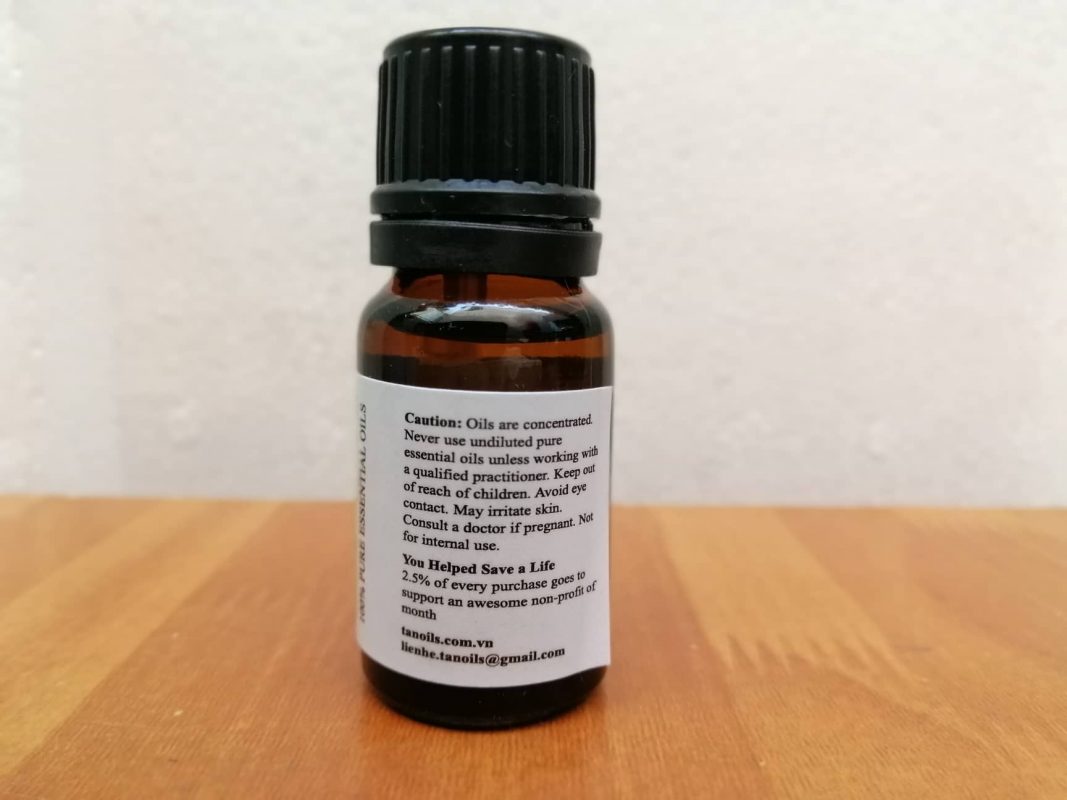 100% PURE ESSENTIAL OILS
Caution: Oils are concentrated.
Never use undiluted pure
essential oils unless working with
a qualified practitioner. Keep out
of reach of children. Avoid eye
contact. May irritate skin.
Consult a doctor if pregnant. Not
for internal use.
You Helped Save a Life
2.5% of every purchase goes to
support an awesome non-profit of
month
tanoils.com.vn
lienhe.tanoils@gmail.com